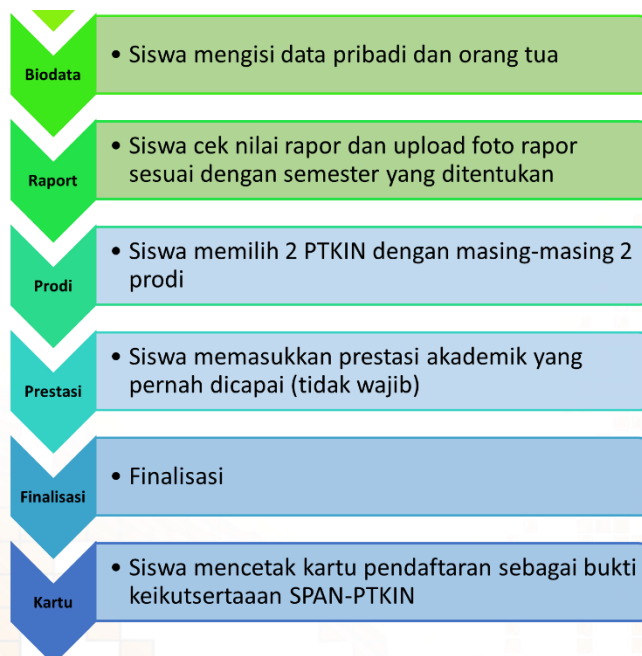 Biodata
• Siswa mengisi data pribadi dan orang tua
Raport
• Siswa cek nilai rapor dan upload foto rapor
sesuai dengan semester yang ditentukan
Prodi
• Siswa memilih 2 PTKIN dengan masing-masing 2
prodi
Prestasi
• Siswa memasukkan prestasi akademik yang
pernah dicapai (tidak wajib)
Finalisasi
• Finalisasi
Kartu
• Siswa mencetak kartu pendaftaran sebagai bukti
keikutsertaaan SPAN-PTKIN